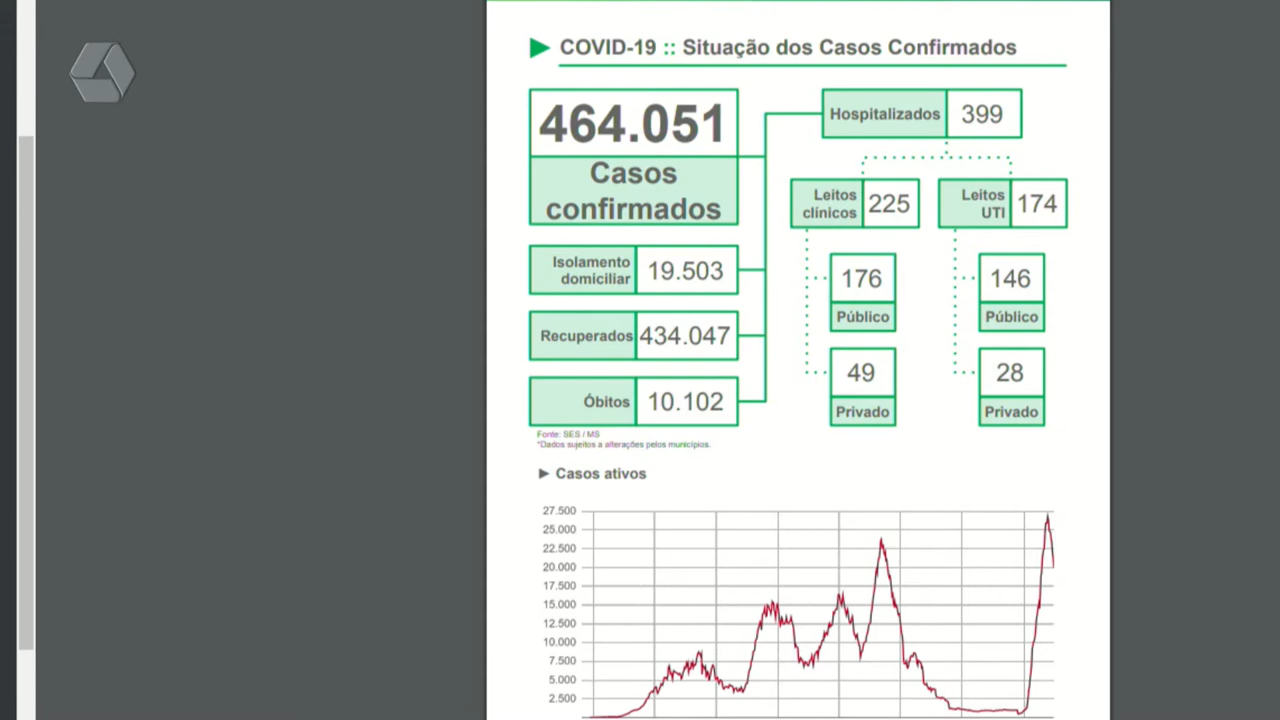 COVID-19 :: Situação dos Casos Confirmados
464.051
Casos
confirmados
Hospitalizados 399
Leitos
clínicos
225
Leitos
UTI
174
Isolamento
domiciliar
19.503
176
Público
146
Público
Recuperados 434.047
49
Privado
28
Privado
Óbitos 10.102
Fonte: SES / MS
*Dados sujeitos a alterações pelos municípios.
Casos ativos
27.500
25.000
22.500
20.000
17.500
15.000
12.500
10.000
7.500
5.000
2.500